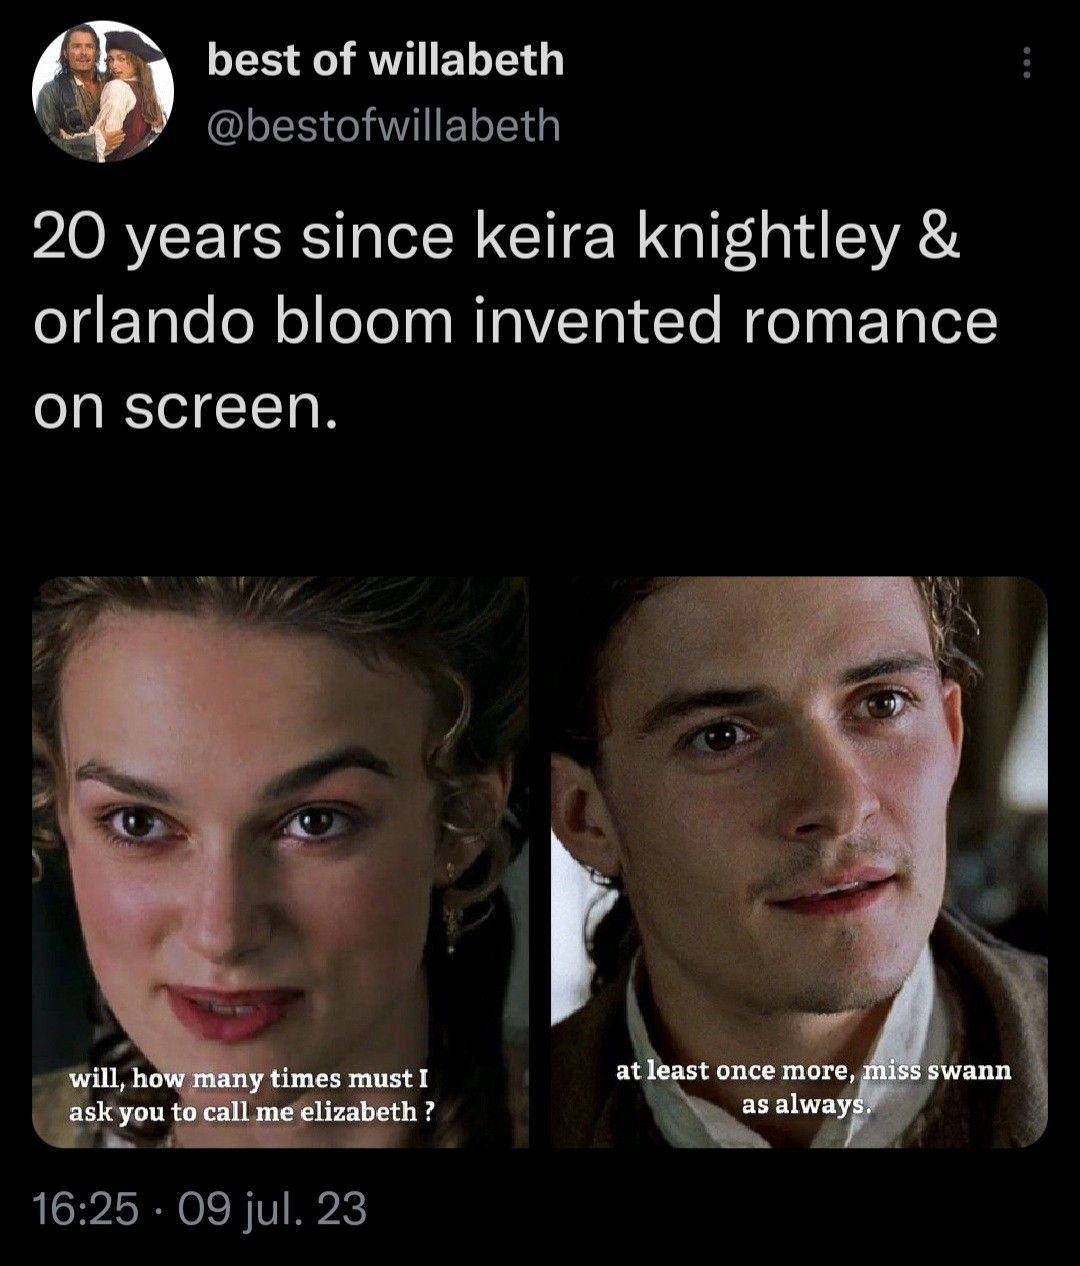 best of willabeth
@bestofwillabeth
20 years since keira knightley &
orlando bloom invented romance
on screen.
will, how many times must I
ask you to call me elizabeth ?
at least once more, miss swann
as always.
16:25 · 09 jul. 23